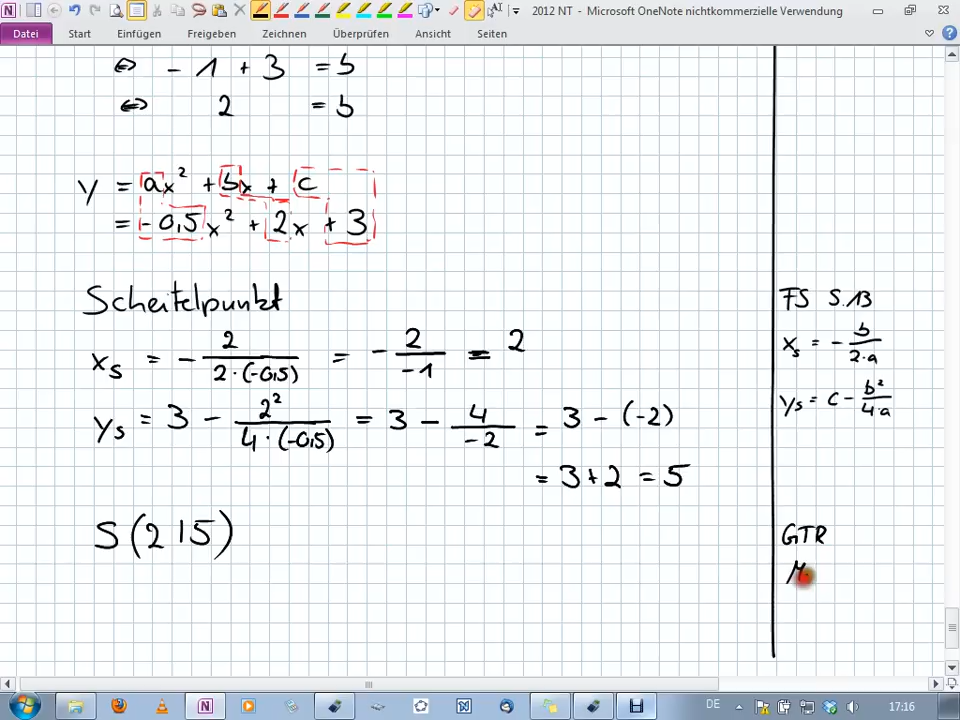 2012 NT - Microsoft OneNote nichtkommerzielle Verwendung
Datei Start Einfügen Freigeben Zeichnen Überprüfen Ansicht Seiten
⇔ - 1 + 3 = b
⇔ 2 = b
y = ax² + bx + c
= -0,5x² + 2x + 3
Scheitelpunkt
FS S.13
xs = - 2/(2·(-0,5)) = - 2/-1 = 2
xs = - b/(2·a)
ys = 3 - 2²/(4·(-0,5)) = 3 - 4/-2 = 3 - (-2)
ys = c - b²/(4·a)
= 3 + 2 = 5
S(2|5)
GTR
DE 17:16